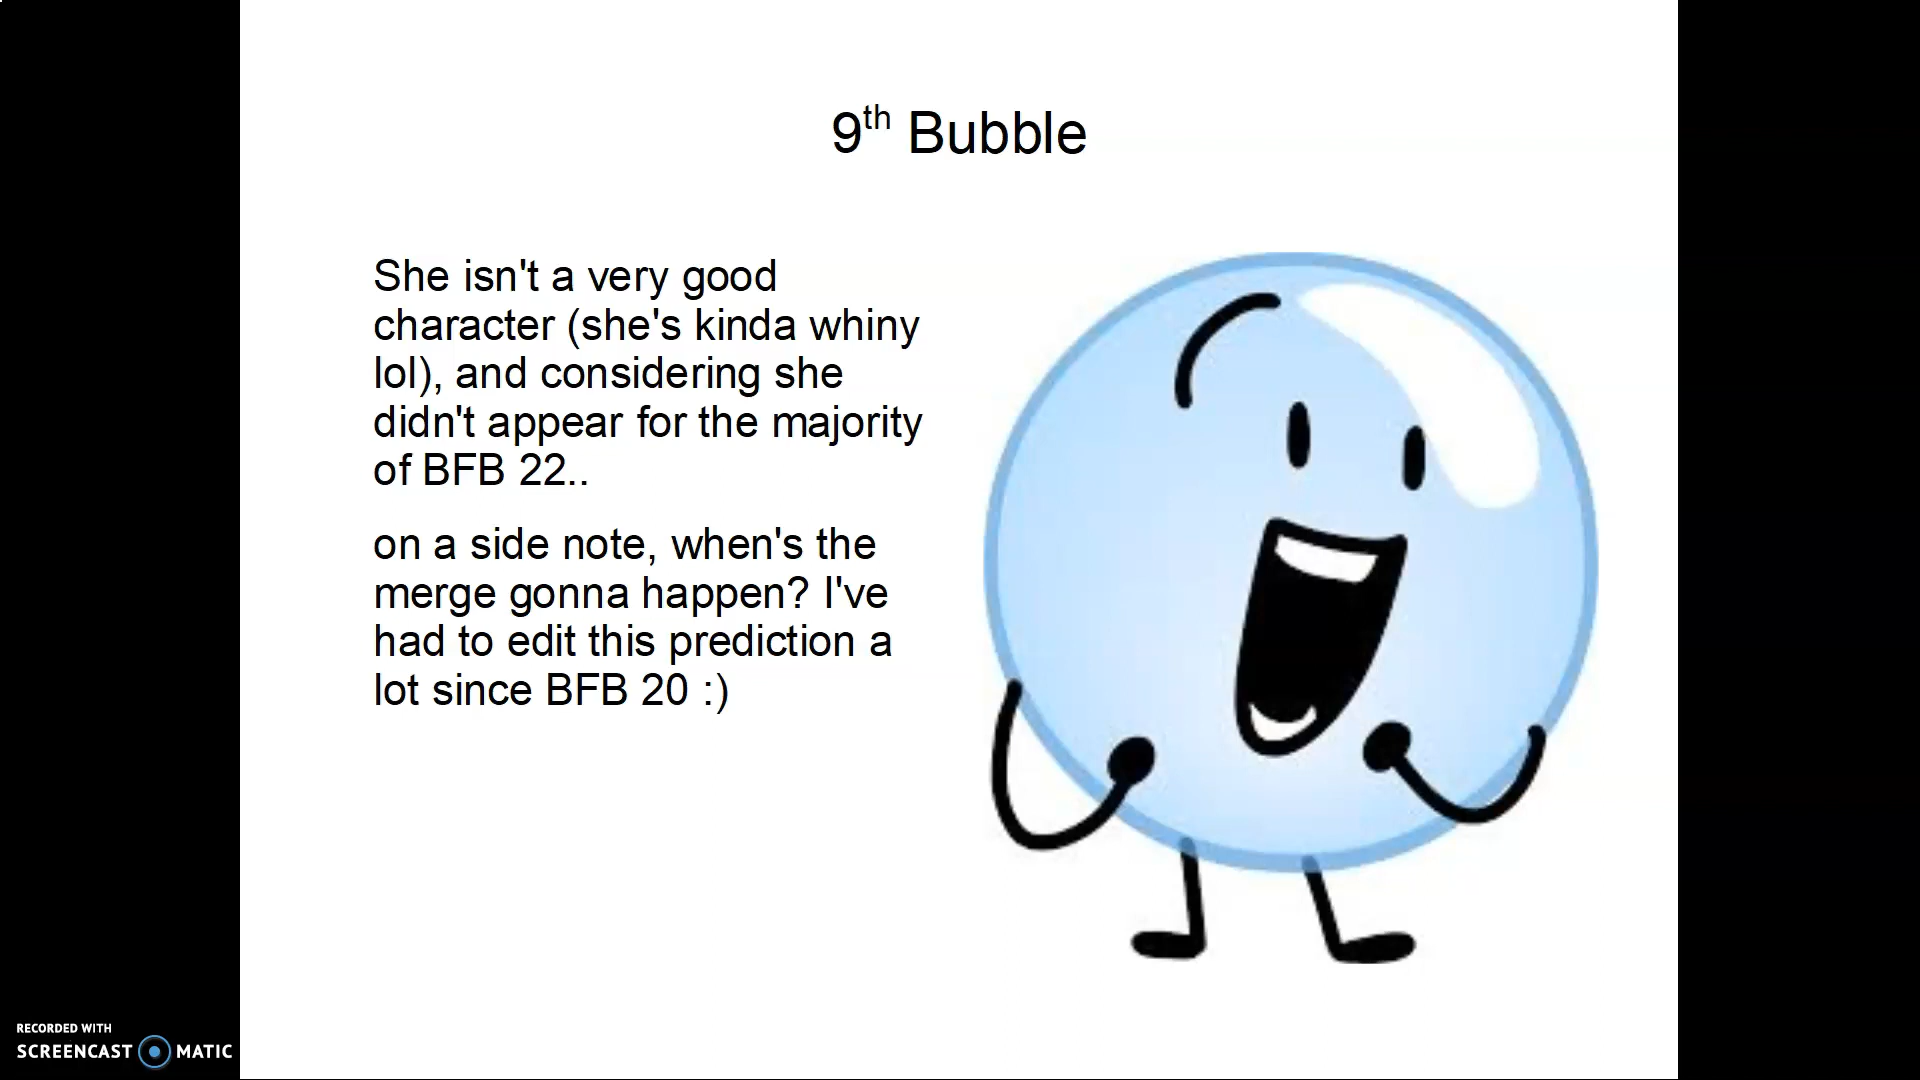 9th Bubble
She isn't a very good
character (she's kinda whiny
lol), and considering she
didn't appear for the majority
of BFB 22..
on a side note, when's the
merge gonna happen? I've
had to edit this prediction a
lot since BFB 20 :)
RECORDED WITH
SCREENCAST MATIC